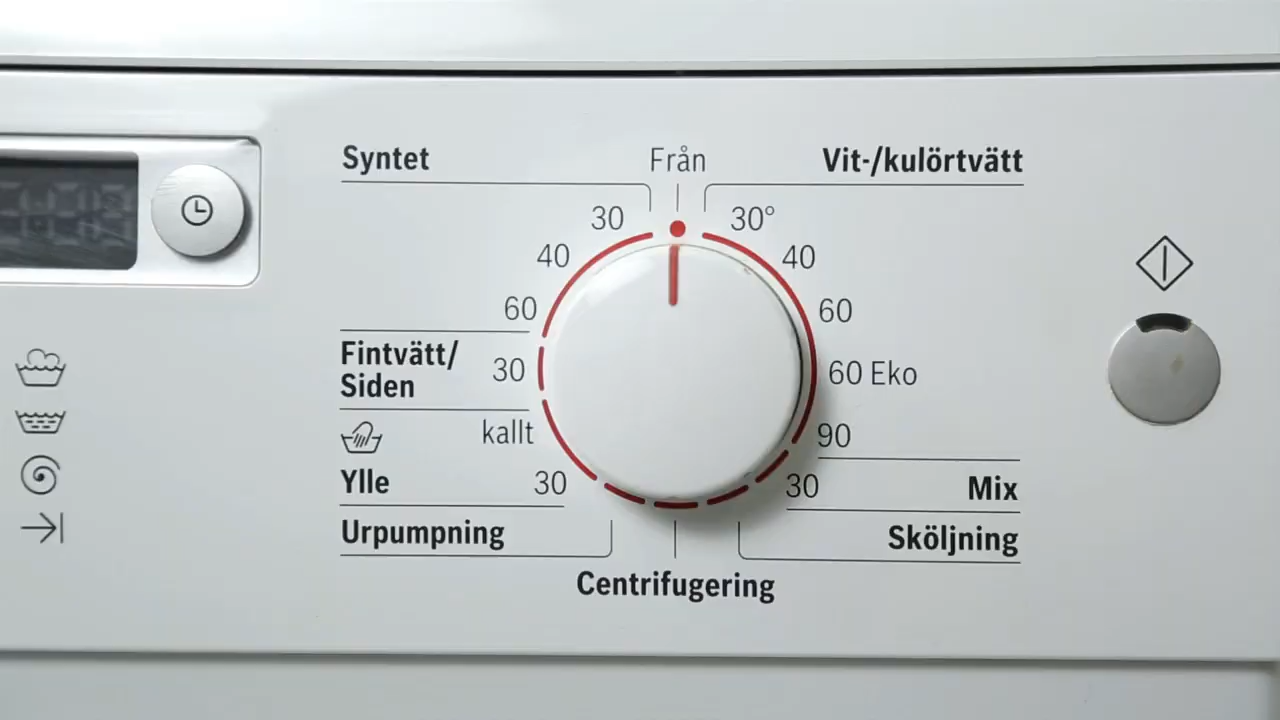 Syntet
Från
Vit-/kulörtvätt
30
30°
40
40
60
60
Fintvätt/
Siden
30
60 Eko
kallt
90
Ylle
30
30
Mix
Urpumpning
Sköljning
Centrifugering